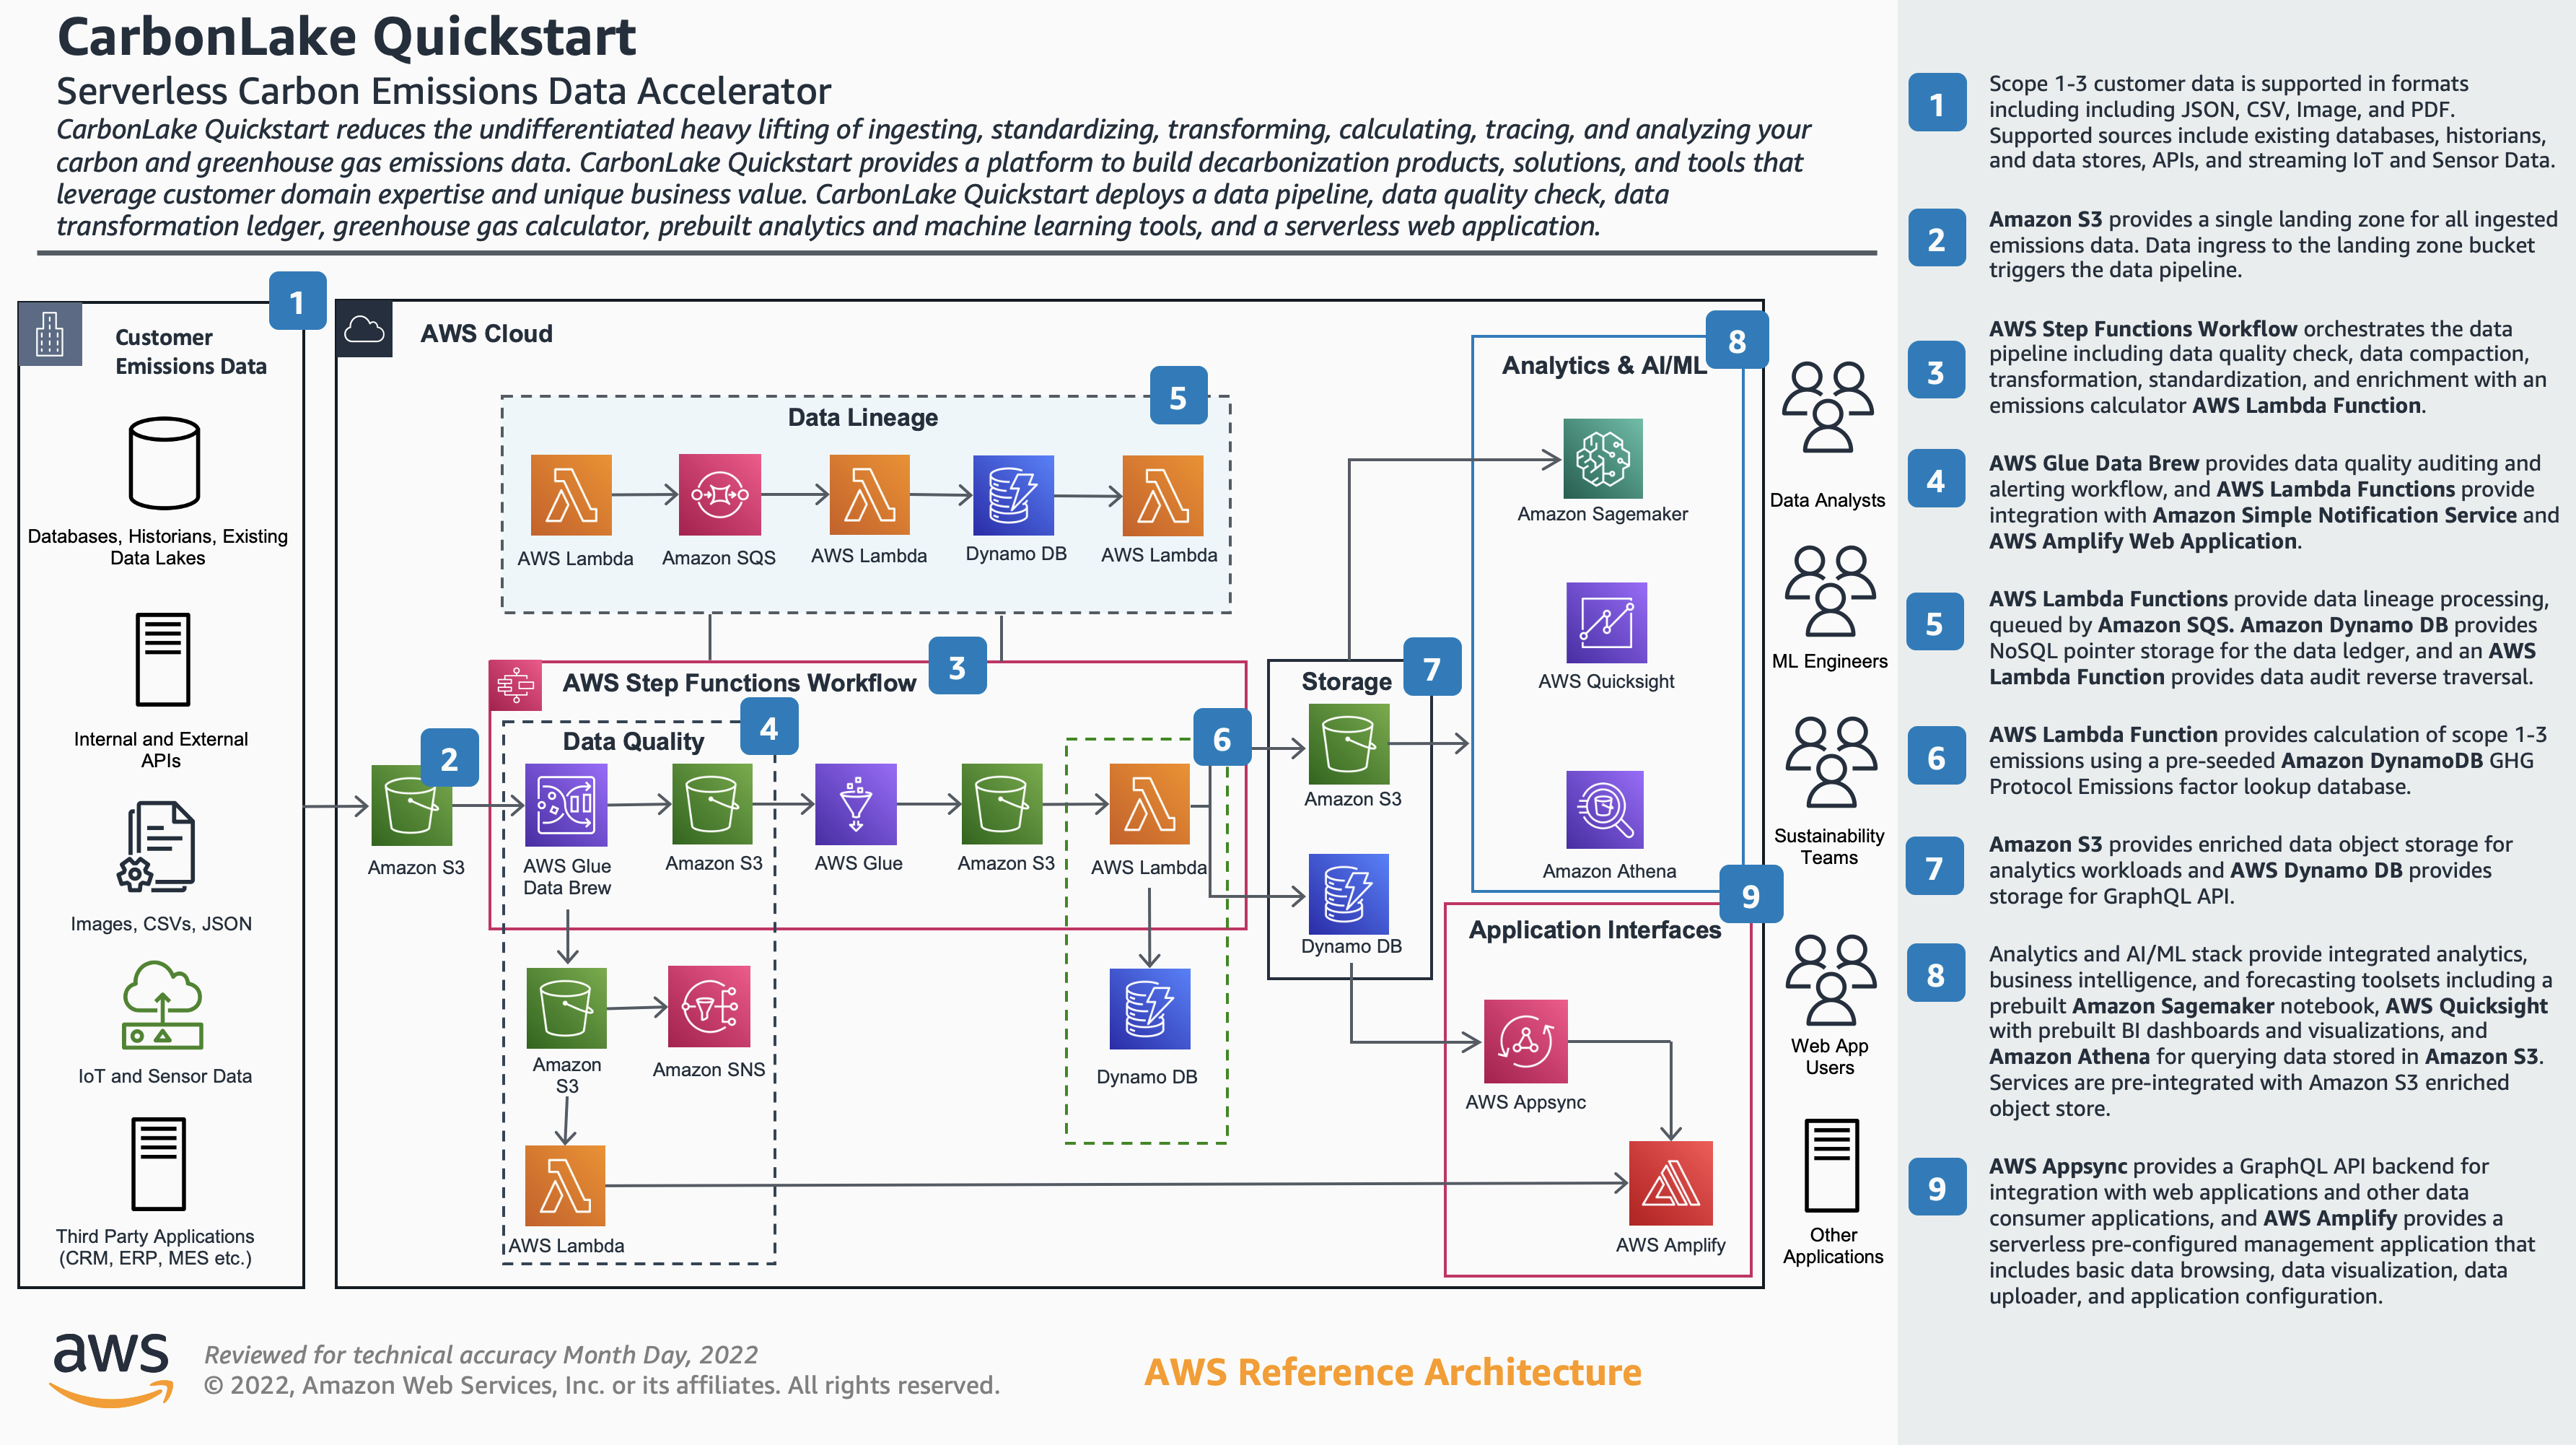 CarbonLake Quickstart
Serverless Carbon Emissions Data Accelerator
CarbonLake Quickstart reduces the undifferentiated heavy lifting of ingesting, standardizing, transforming, calculating, tracing, and analyzing your
carbon and greenhouse gas emissions data. CarbonLake Quickstart provides a platform to build decarbonization products, solutions, and tools that
leverage customer domain expertise and unique business value. CarbonLake Quickstart deploys a data pipeline, data quality check, data
transformation ledger, greenhouse gas calculator, prebuilt analytics and machine learning tools, and a serverless web application.
1
Customer
Emissions Data
Databases, Historians, Existing
Data Lakes
Internal and External
APIs
Images, CSVs, JSON
IoT and Sensor Data
Third Party Applications
(CRM, ERP, MES etc.)
AWS Cloud
2
Amazon S3
5
Data Lineage
AWS Lambda
Amazon SQS
AWS Lambda
Dynamo DB
AWS Lambda
3
AWS Step Functions Workflow
4
Data Quality
AWS Glue
Data Brew
Amazon S3
AWS Glue
Amazon S3
6
AWS Lambda
Amazon
S3
Amazon SNS
AWS Lambda
Dynamo DB
7
Storage
Amazon S3
Dynamo DB
8
Analytics & AI/ML
Amazon Sagemaker
AWS Quicksight
Amazon Athena
9
Application Interfaces
AWS Appsync
AWS Amplify
Data Analysts
ML Engineers
Sustainability
Teams
Web App
Users
Other
Applications
1
Scope 1-3 customer data is supported in formats
including including JSON, CSV, Image, and PDF.
Supported sources include existing databases, historians,
and data stores, APIs, and streaming IoT and Sensor Data.
2
Amazon S3 provides a single landing zone for all ingested
emissions data. Data ingress to the landing zone bucket
triggers the data pipeline.
3
AWS Step Functions Workflow orchestrates the data
pipeline including data quality check, data compaction,
transformation, standardization, and enrichment with an
emissions calculator AWS Lambda Function.
4
AWS Glue Data Brew provides data quality auditing and
alerting workflow, and AWS Lambda Functions provide
integration with Amazon Simple Notification Service and
AWS Amplify Web Application.
5
AWS Lambda Functions provide data lineage processing,
queued by Amazon SQS. Amazon Dynamo DB provides
NoSQL pointer storage for the data ledger, and an AWS
Lambda Function provides data audit reverse traversal.
6
AWS Lambda Function provides calculation of scope 1-3
emissions using a pre-seeded Amazon DynamoDB GHG
Protocol Emissions factor lookup database.
7
Amazon S3 provides enriched data object storage for
analytics workloads and AWS Dynamo DB provides
storage for GraphQL API.
8
Analytics and AI/ML stack provide integrated analytics,
business intelligence, and forecasting toolsets including a
prebuilt Amazon Sagemaker notebook, AWS Quicksight
with prebuilt BI dashboards and visualizations, and
Amazon Athena for querying data stored in Amazon S3.
Services are pre-integrated with Amazon S3 enriched
object store.
9
AWS Appsync provides a GraphQL API backend for
integration with web applications and other data
consumer applications, and AWS Amplify provides a
serverless pre-configured management application that
includes basic data browsing, data visualization, data
uploader, and application configuration.
aws
Reviewed for technical accuracy Month Day, 2022
© 2022, Amazon Web Services, Inc. or its affiliates. All rights reserved.
AWS Reference Architecture